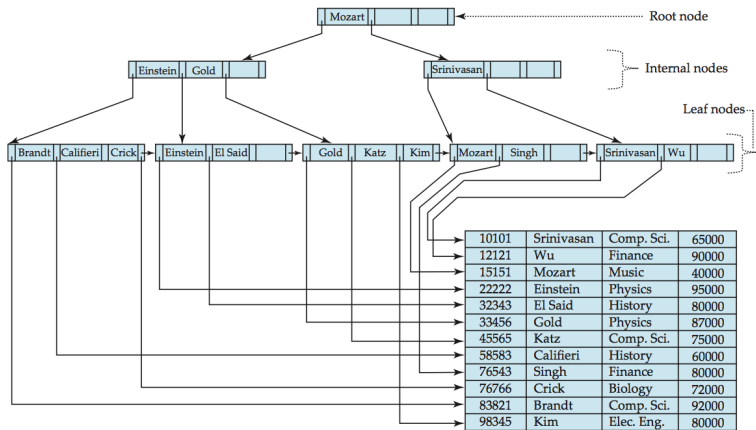 Mozart
Root node
Einstein Gold
Srinivasan
Internal nodes
Leaf nodes
Brandt Califieri Crick Einstein El Said Gold Katz Kim Mozart Singh Srinivasan Wu
10101 Srinivasan Comp. Sci. 65000
12121 Wu Finance 90000
15151 Mozart Music 40000
22222 Einstein Physics 95000
32343 El Said History 80000
33456 Gold Physics 87000
45565 Katz Comp. Sci. 75000
58583 Califieri History 60000
76543 Singh Finance 80000
76766 Crick Biology 72000
83821 Brandt Comp. Sci. 92000
98345 Kim Elec. Eng. 80000